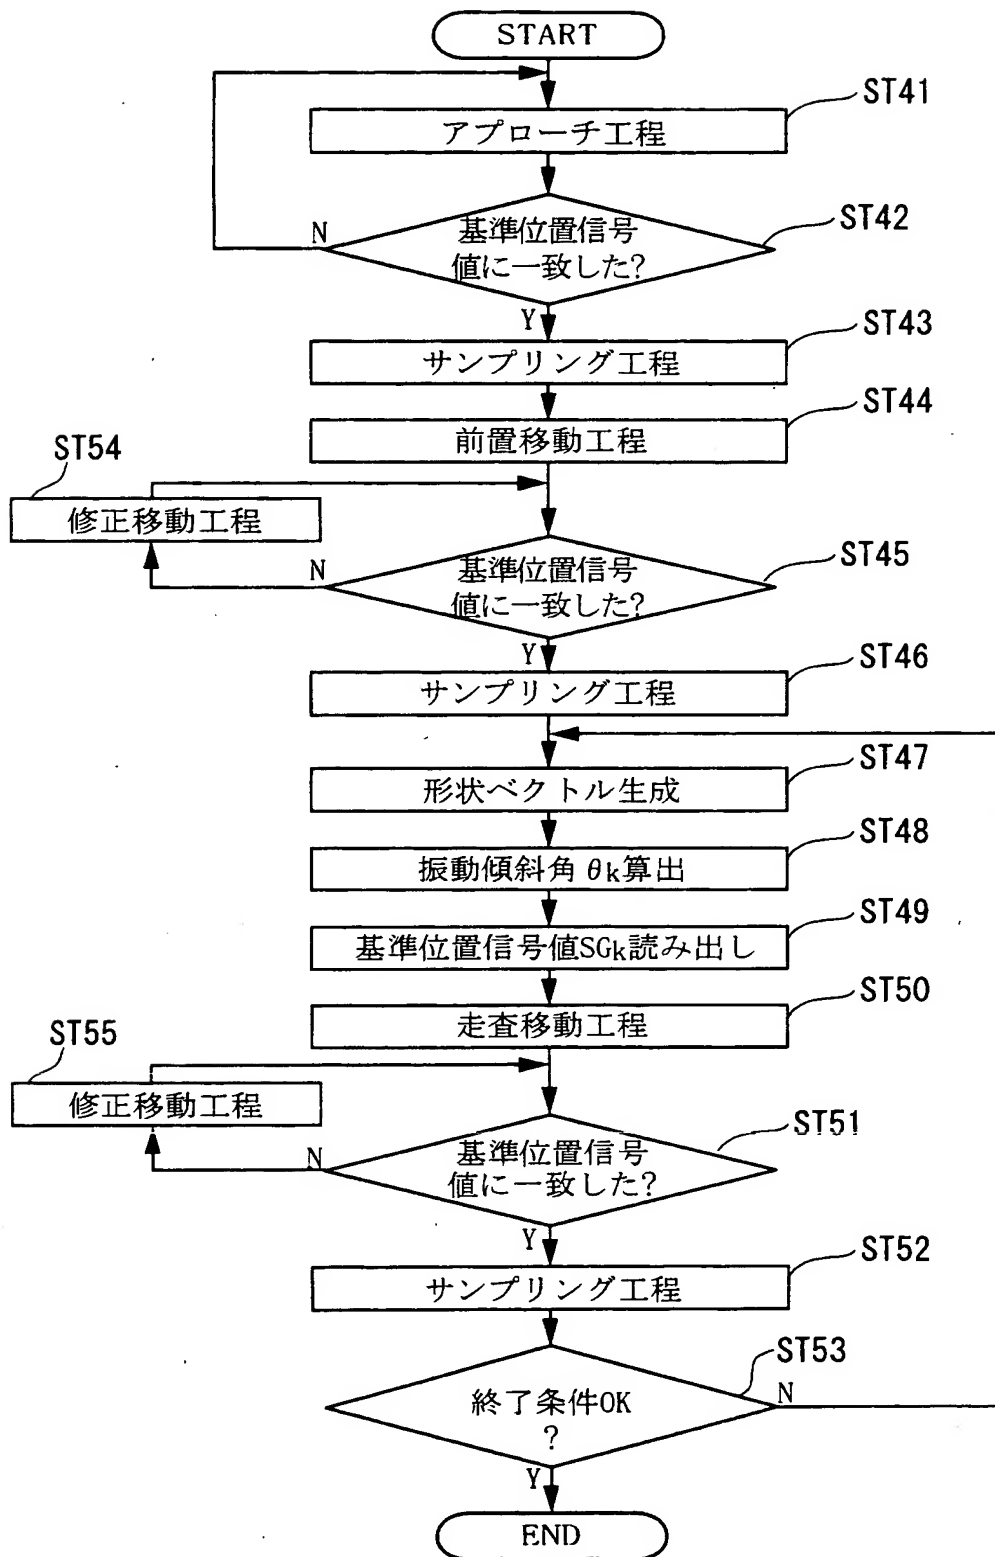 START
ST41
アプローチ工程
ST42
N
基準位置信号
値に一致した?
Y
ST43
サンプリング工程
ST44
前置移動工程
ST54
修正移動工程
ST45
N
基準位置信号
値に一致した?
Y
ST46
サンプリング工程
ST47
形状ベクトル生成
ST48
振動傾斜角θk算出
ST49
基準位置信号値SGk読み出し
ST50
走査移動工程
ST55
修正移動工程
ST51
N
基準位置信号
値に一致した?
Y
ST52
サンプリング工程
ST53
N
終了条件OK
?
Y
END